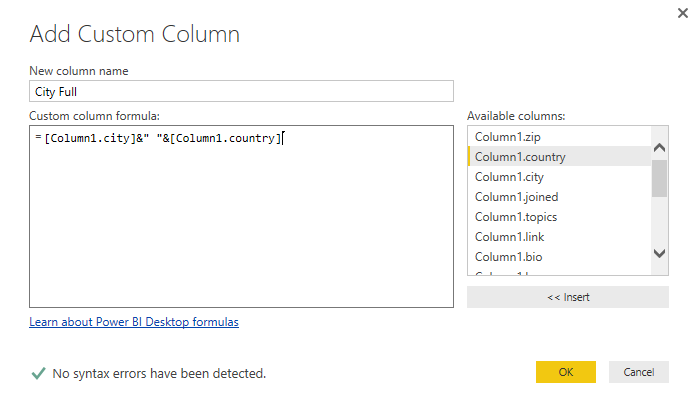 Add Custom Column
New column name
City Full
Custom column formula:
Available columns:
=[Column1.city]&" "&[Column1.country]
Column1.zip
Column1.country
Column1.city
Column1.joined
Column1.topics
Column1.link
Column1.bio
<< Insert
Learn about Power BI Desktop formulas
No syntax errors have been detected.
OK
Cancel